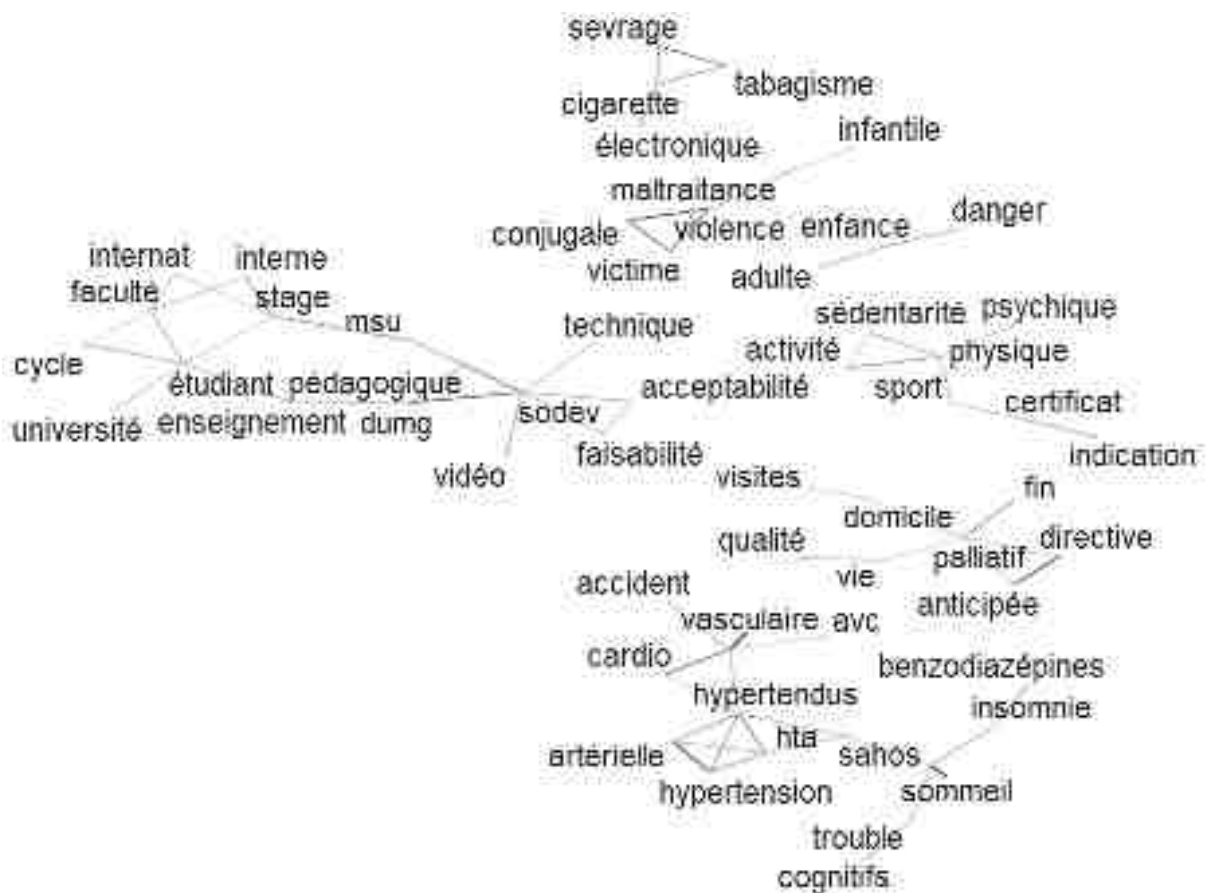 sevrage
tabagisme
cigarette
électronique
infantile
maltraitance
conjugale
violence
enfance
danger
victime
adulte
internat
interne
faculté
stage
msu
technique
sédentarité
psychique
cycle
activité
physique
étudiant
pédagogique
acceptabilité
sport
certificat
université
enseignement
dumg
sodev
vidéo
faisabilité
visites
indication
fin
domicile
qualité
palliatif
directive
vie
accident
anticipée
vasculaire
avc
cardio
benzodiazépines
hypertendus
insomnie
hta
artérielle
sahos
hypertension
sommeil
trouble
cognitifs